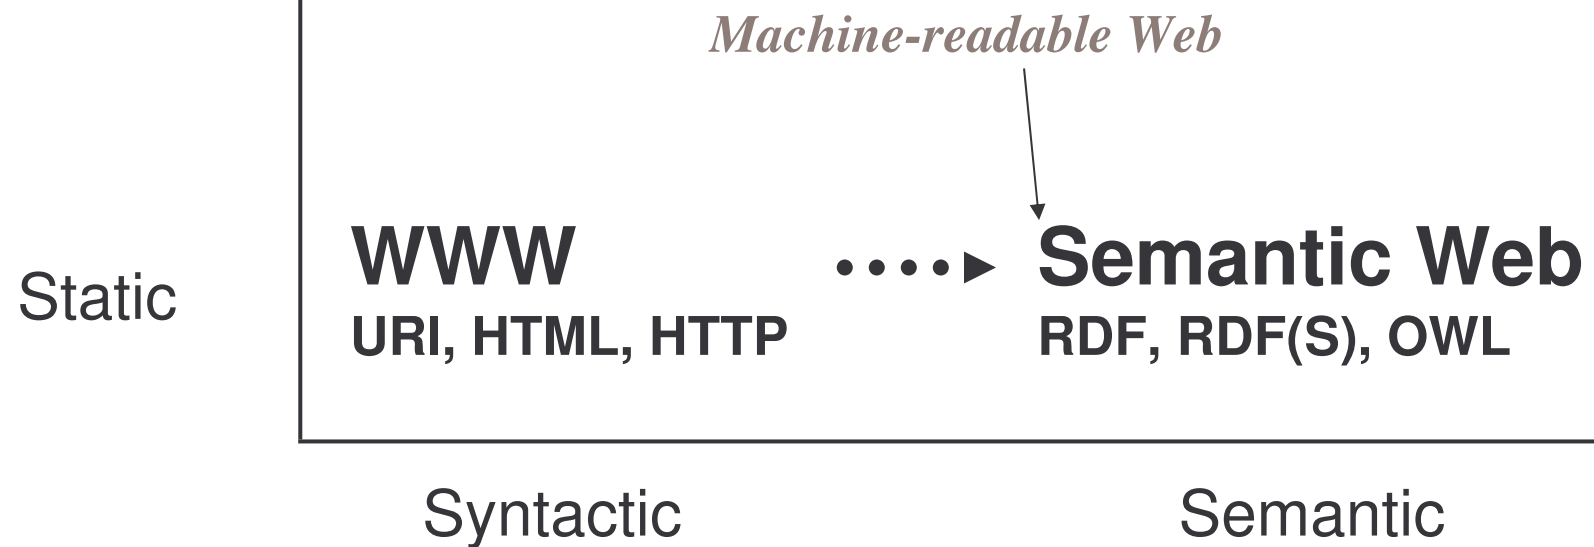 Machine-readable Web
WWW
Semantic Web
Static
URI, HTML, HTTP
RDF, RDF(S), OWL
Syntactic
Semantic